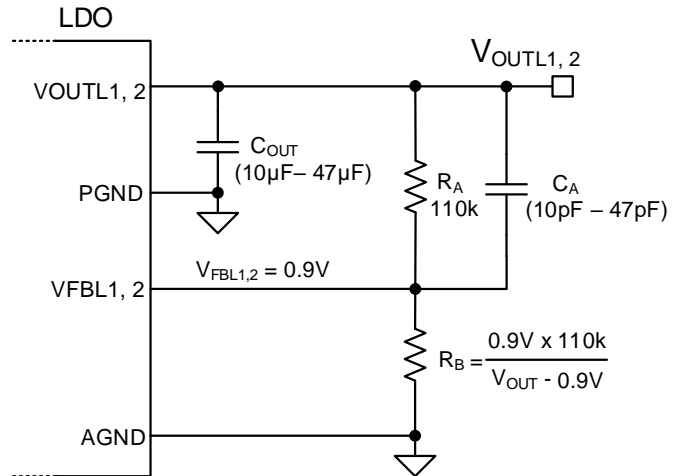 LDO
VOUTL1, 2
VOUTL1, 2
COUT
(10µF– 47µF)
RA
110k
CA
(10pF – 47pF)
PGND
VFBL1,2 = 0.9V
VFBL1, 2
RB = 0.9V x 110k
VOUT - 0.9V
AGND